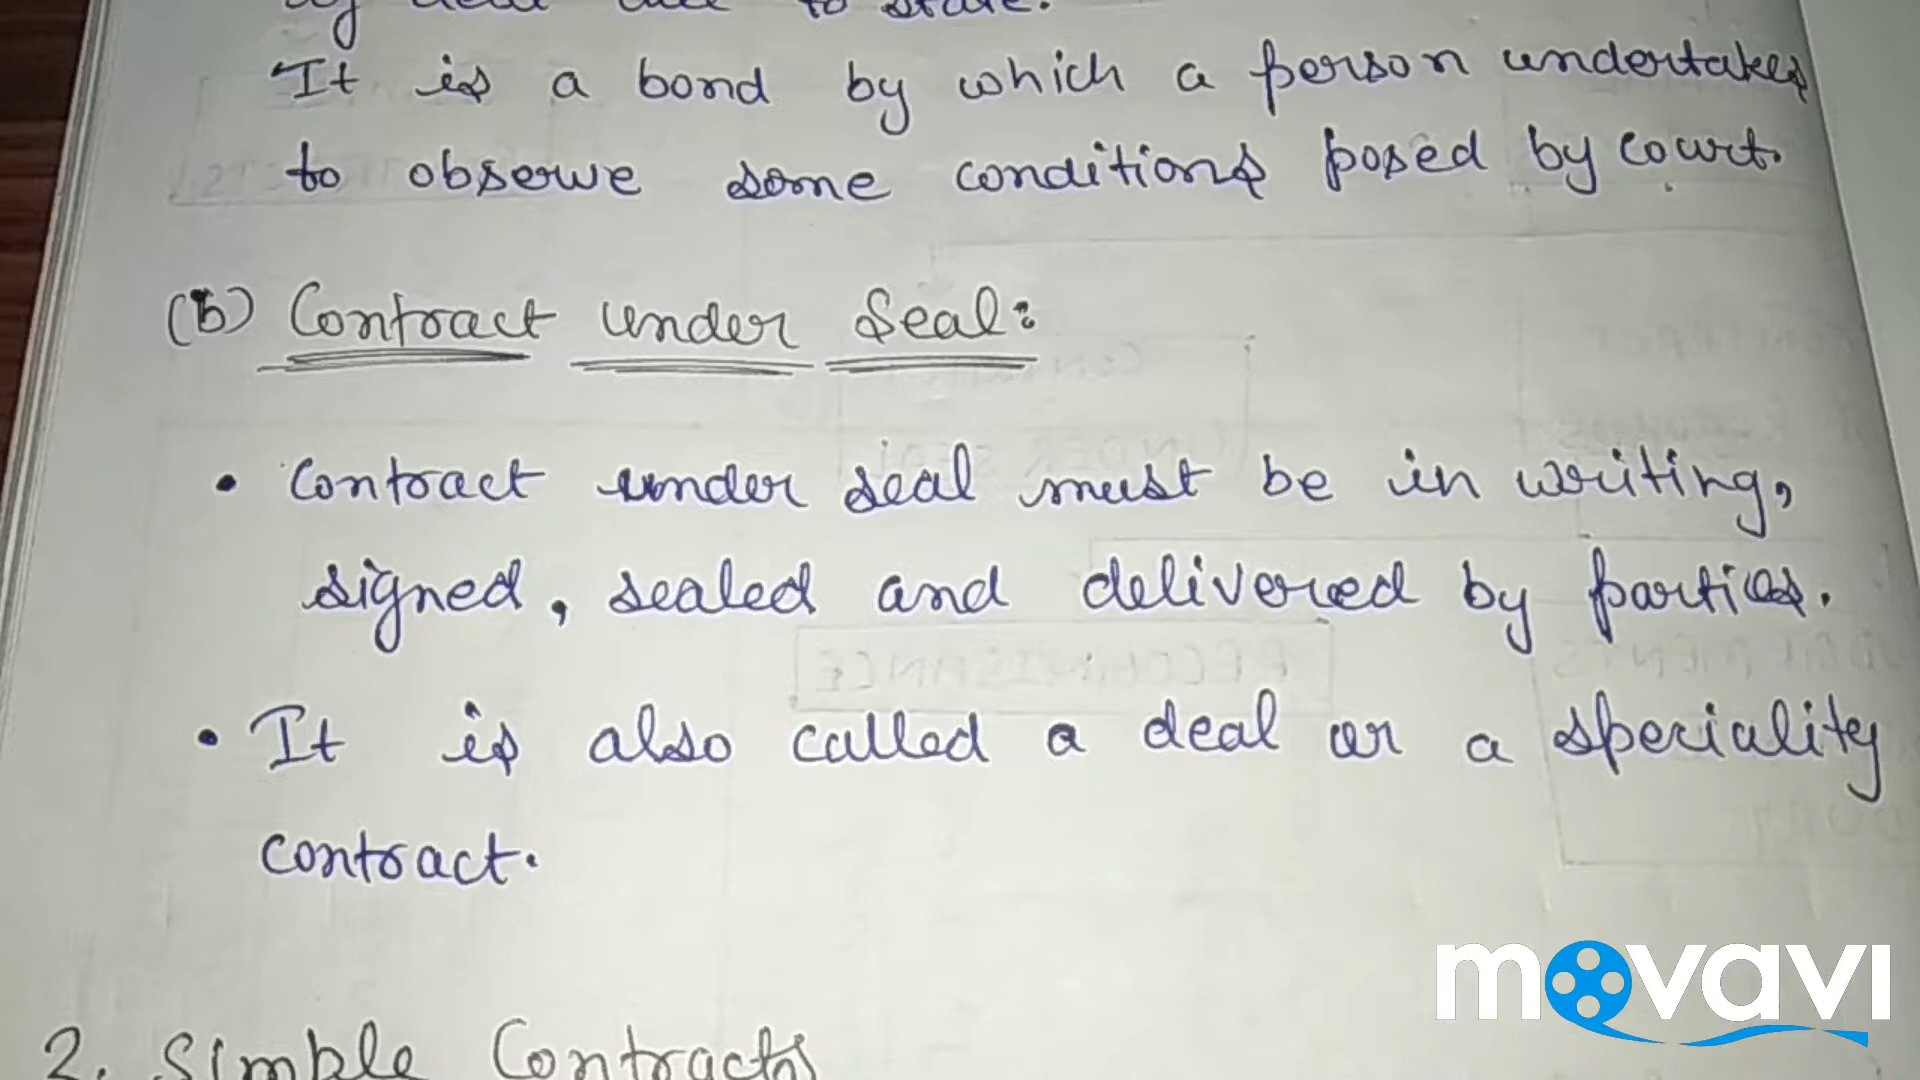 to state.
It is a bond by which a person undertakes
to observe some conditions posed by court.
(b) Contract under Seal:
• Contract under seal must be in writing,
signed, sealed and delivered by parties.
• It is also called a deal or a speciality
contract.
2. Simple Contracts
movavi